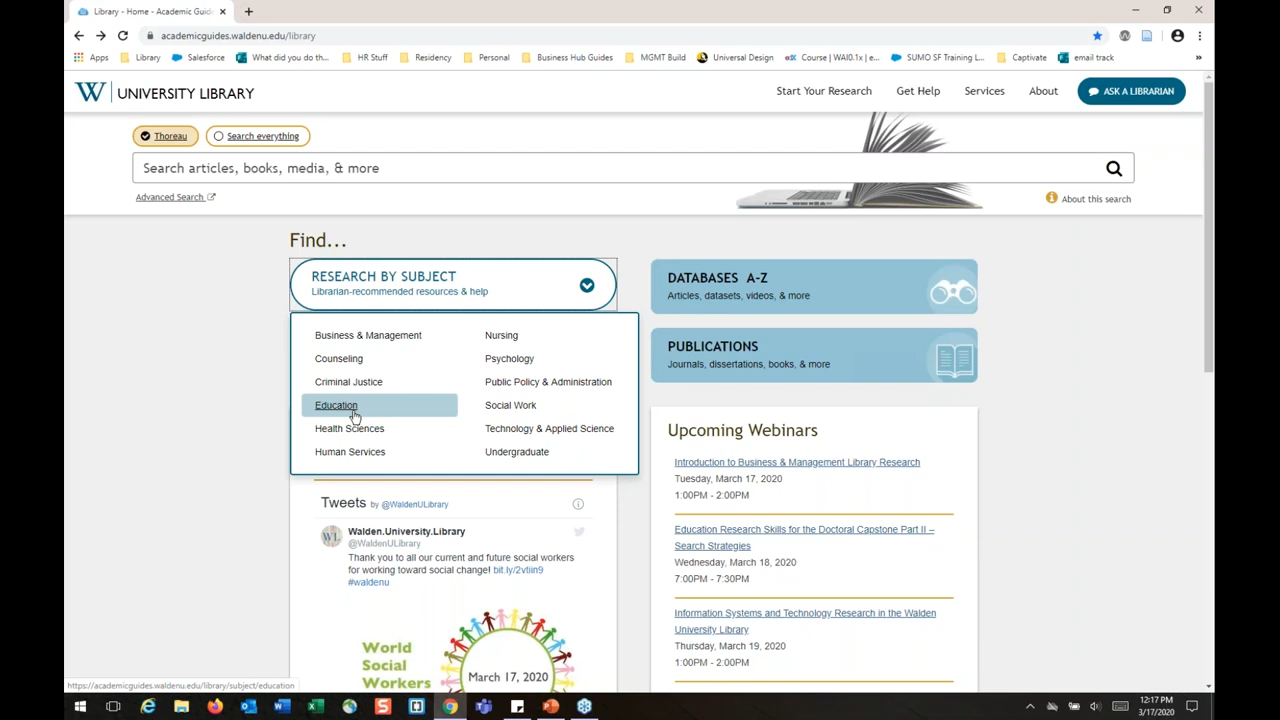 Library - Home - Academic Guid
academicguides.waldenu.edu/library
Apps Library Salesforce What did you do th... HR Stuff Residency Personal Business Hub Guides MGMT Build Universal Design Course | WAI0.1x | e... SUMO SF Training L... Captivate email track »
W UNIVERSITY LIBRARY
Start Your Research Get Help Services About ASK A LIBRARIAN
Thoreau Search everything
Search articles, books, media, & more
Advanced Search About this search
Find...
RESEARCH BY SUBJECT
Librarian-recommended resources & help
DATABASES A-Z
Articles, datasets, videos, & more
Business & Management Nursing
Counseling Psychology
Criminal Justice Public Policy & Administration
Education Social Work
Health Sciences Technology & Applied Science
Human Services Undergraduate
PUBLICATIONS
Journals, dissertations, books, & more
Tweets by @WaldenULibrary
Walden.University.Library
@WaldenULibrary
Thank you to all our current and future social workers
for working toward social change! bit.ly/2vtiin9
#waldenu
World
Social
Workers
March 17, 2020
Upcoming Webinars
Introduction to Business & Management Library Research
Tuesday, March 17, 2020
1:00PM - 2:00PM
Education Research Skills for the Doctoral Capstone Part II –
Search Strategies
Wednesday, March 18, 2020
7:00PM - 7:30PM
Information Systems and Technology Research in the Walden
University Library
Thursday, March 19, 2020
1:00PM - 2:00PM
https://academicguides.waldenu.edu/library/subject/education
12:17 PM
3/17/2020